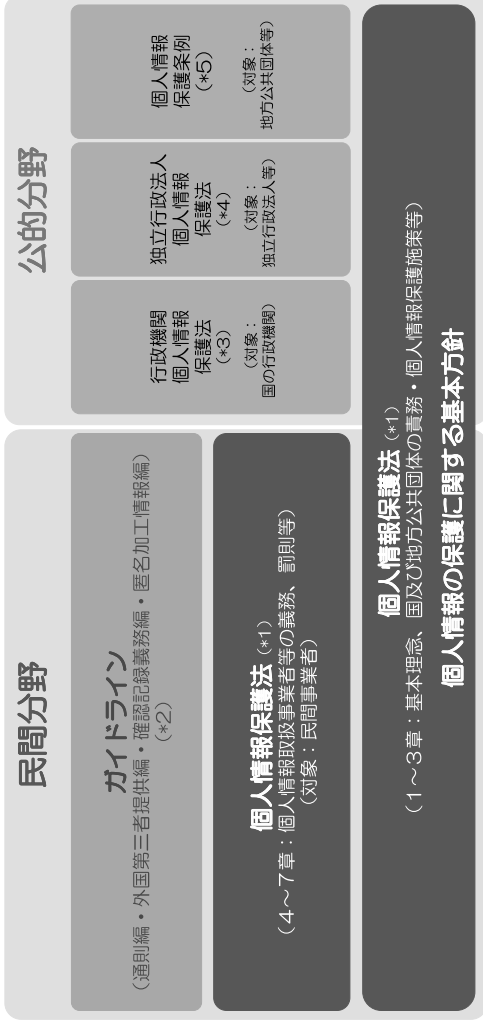 民間分野
ガイドライン
（通則編・外国第三者提供編・確認記録義務編・匿名加工情報編）
（*2）
個人情報保護法（*1）
（４～７章：個人情報取扱事業者等の義務、罰則等）
（対象：民間事業者）
公的分野
行政機関
個人情報
保護法
（*3）
（対象：
国の行政機関）
独立行政法人
個人情報
保護法
（*4）
（対象：
独立行政法人等）
個人情報
保護条例
（*5）
（対象：
地方公共団体等）
個人情報保護法（*1）
（１～３章：基本理念、国及び地方公共団体の責務・個人情報保護施策等）
個人情報の保護に関する基本方針